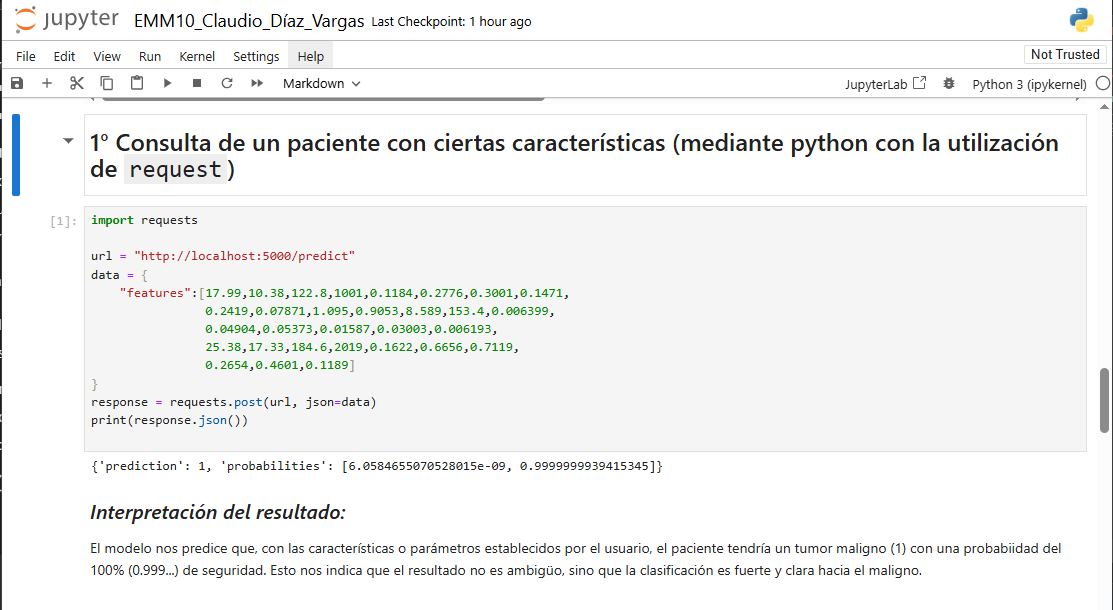 jupyter EMM10_Claudio_Díaz_Vargas Last Checkpoint: 1 hour ago
File Edit View Run Kernel Settings Help Not Trusted
Markdown JupyterLab Python 3 (ipykernel)
1° Consulta de un paciente con ciertas características (mediante python con la utilización
de request)
[1]: import requests
url = "http://localhost:5000/predict"
data = {
"features":[17.99,10.38,122.8,1001,0.1184,0.2776,0.3001,0.1471,
0.2419,0.07871,1.095,0.9053,8.589,153.4,0.006399,
0.04904,0.05373,0.01587,0.03003,0.006193,
25.38,17.33,184.6,2019,0.1622,0.6656,0.7119,
0.2654,0.4601,0.1189]
}
response = requests.post(url, json=data)
print(response.json())
{'prediction': 1, 'probabilities': [6.0584655070528015e-09, 0.9999999939415345]}
Interpretación del resultado:
El modelo nos predice que, con las características o parámetros establecidos por el usuario, el paciente tendría un tumor maligno (1) con una probabiidad del
100% (0.999...) de seguridad. Esto nos indica que el resultado no es ambigüo, sino que la clasificación es fuerte y clara hacia el maligno.